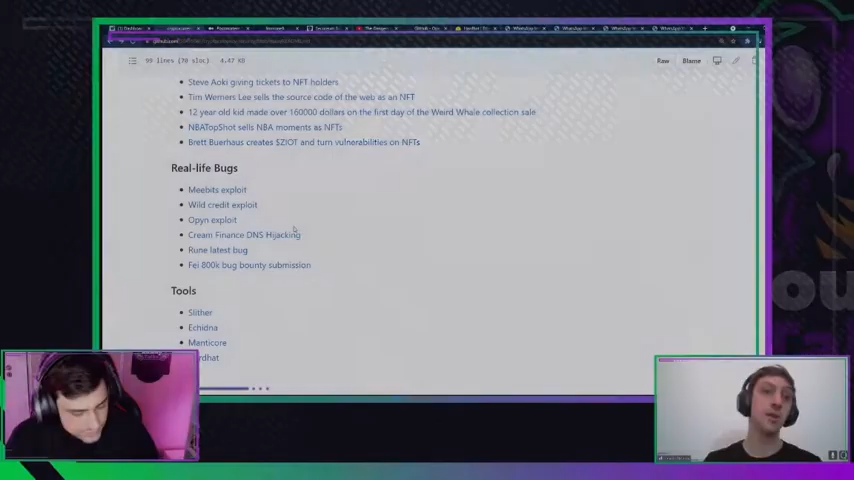 99 lines (70 sloc) 4.47 KB
Raw
Blame
Steve Aoki giving tickets to NFT holders
Tim Werners Lee sells the source code of the web as an NFT
12 year old kid made over 160000 dollars on the first day of the Weird Whale collection sale
NBATopShot sells NBA moments as NFTs
Brett Buerhaus creates $ZIOT and turn vulnerabilities on NFTs
Real-life Bugs
Meebits exploit
Wild credit exploit
Opyn exploit
Cream Finance DNS Hijacking
Rune latest bug
Fei 800k bug bounty submission
Tools
Slither
Echidna
Manticore
rdhat
ou